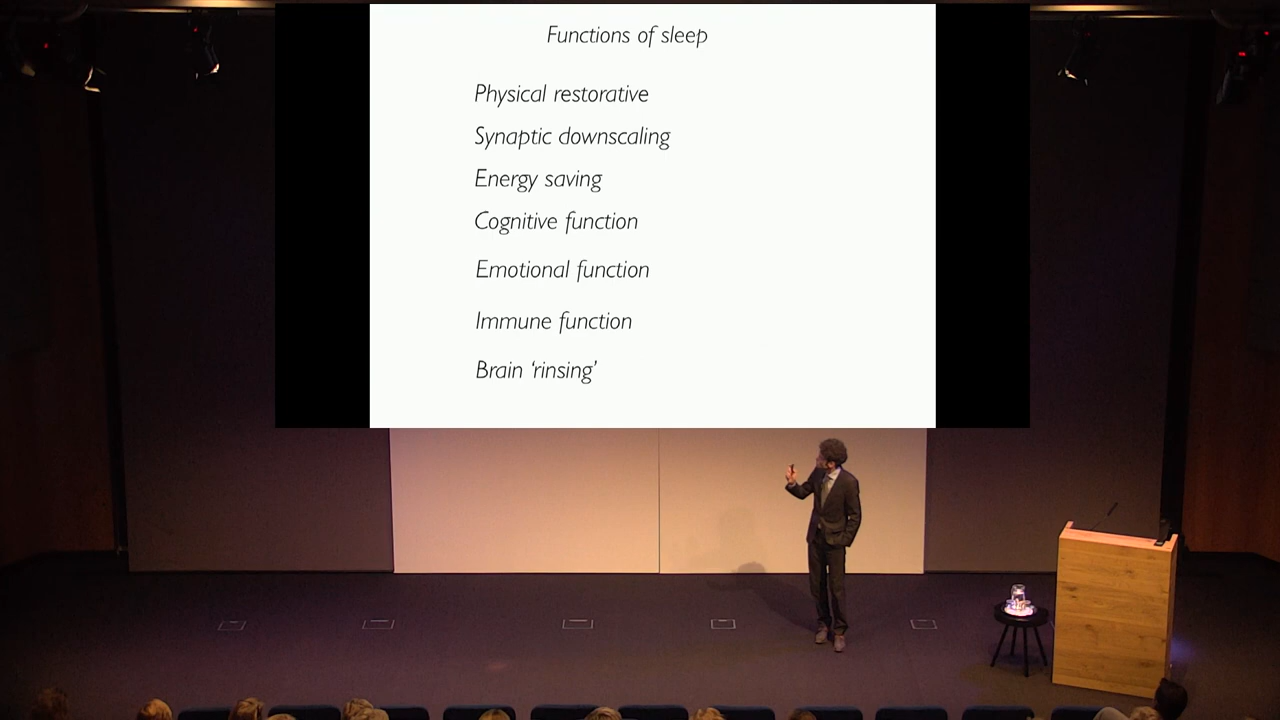 Functions of sleep
Physical restorative
Synaptic downscaling
Energy saving
Cognitive function
Emotional function
Immune function
Brain ‘rinsing’